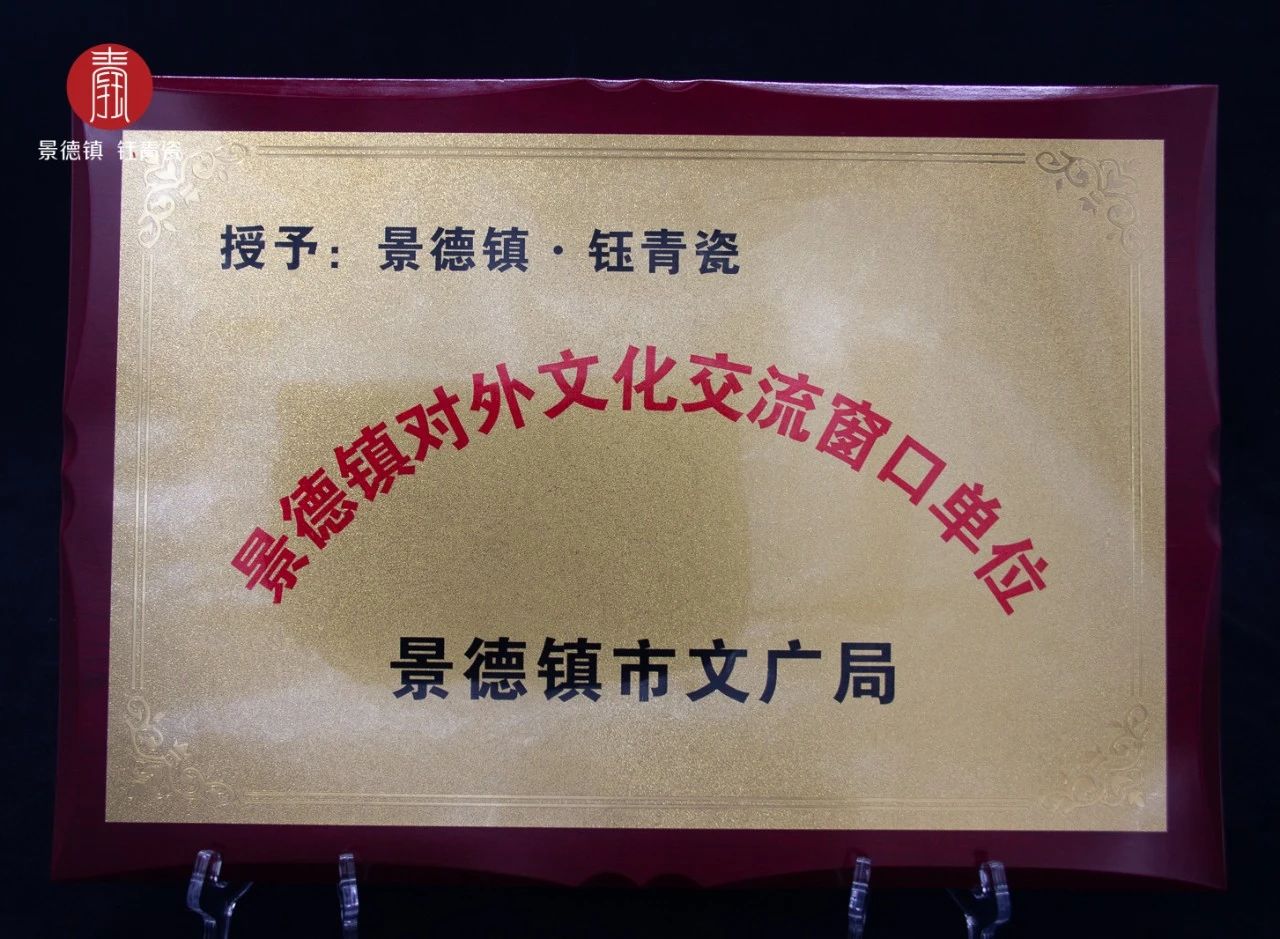 景德镇 钰青瓷
授予：景德镇·钰青瓷
景德镇对外文化交流窗口单位
景德镇市文广局